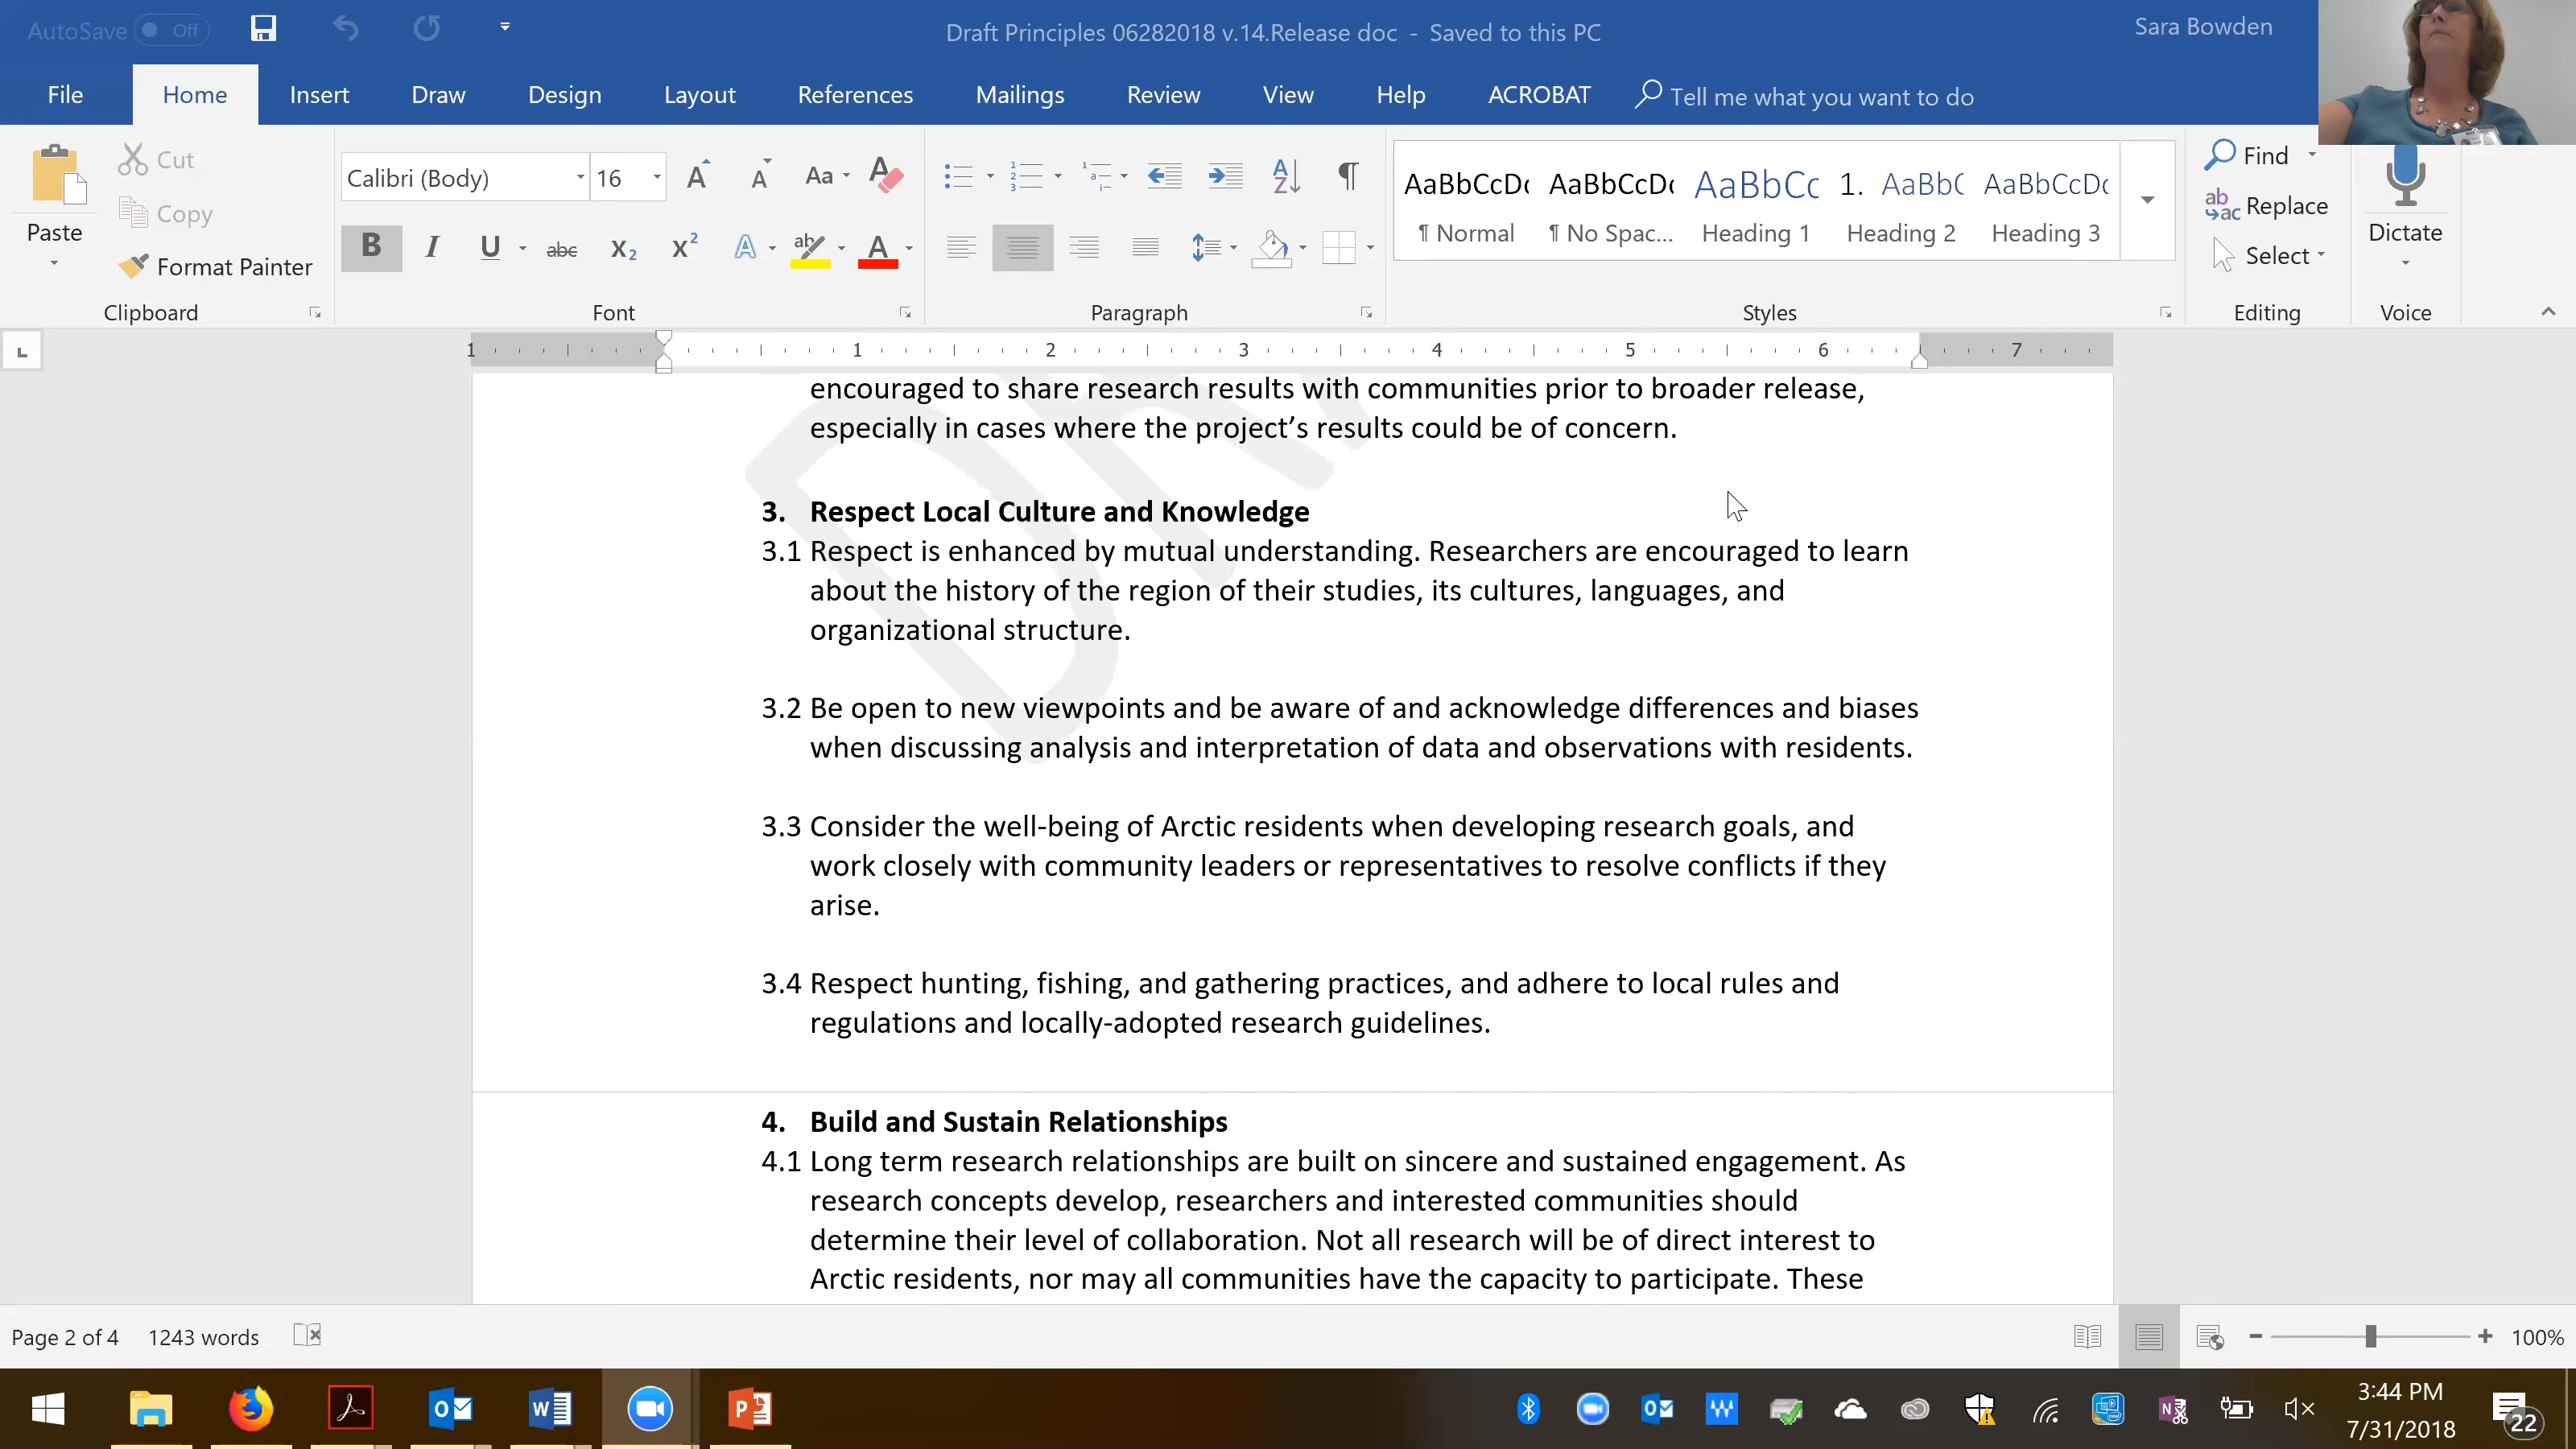 AutoSave Off
Draft Principles 06282018 v.14.Release doc - Saved to this PC
Sara Bowden
File Home Insert Draw Design Layout References Mailings Review View Help ACROBAT Tell me what you want to do
Paste
Cut
Copy
Format Painter
Clipboard
Calibri (Body) 16
Font
Paragraph
AaBbCcDc AaBbCcDc AaBbCc 1. AaBbC AaBbCcDc
¶ Normal ¶ No Spac... Heading 1 Heading 2 Heading 3
Styles
Find
Replace
Select
Editing
Dictate
Voice
1 1 2 3 4 5 6 7
encouraged to share research results with communities prior to broader release,
especially in cases where the project’s results could be of concern.
3. Respect Local Culture and Knowledge
3.1 Respect is enhanced by mutual understanding. Researchers are encouraged to learn
about the history of the region of their studies, its cultures, languages, and
organizational structure.
3.2 Be open to new viewpoints and be aware of and acknowledge differences and biases
when discussing analysis and interpretation of data and observations with residents.
3.3 Consider the well-being of Arctic residents when developing research goals, and
work closely with community leaders or representatives to resolve conflicts if they
arise.
3.4 Respect hunting, fishing, and gathering practices, and adhere to local rules and
regulations and locally-adopted research guidelines.
4. Build and Sustain Relationships
4.1 Long term research relationships are built on sincere and sustained engagement. As
research concepts develop, researchers and interested communities should
determine their level of collaboration. Not all research will be of direct interest to
Arctic residents, nor may all communities have the capacity to participate. These
Page 2 of 4 1243 words
100%
3:44 PM
7/31/2018
22